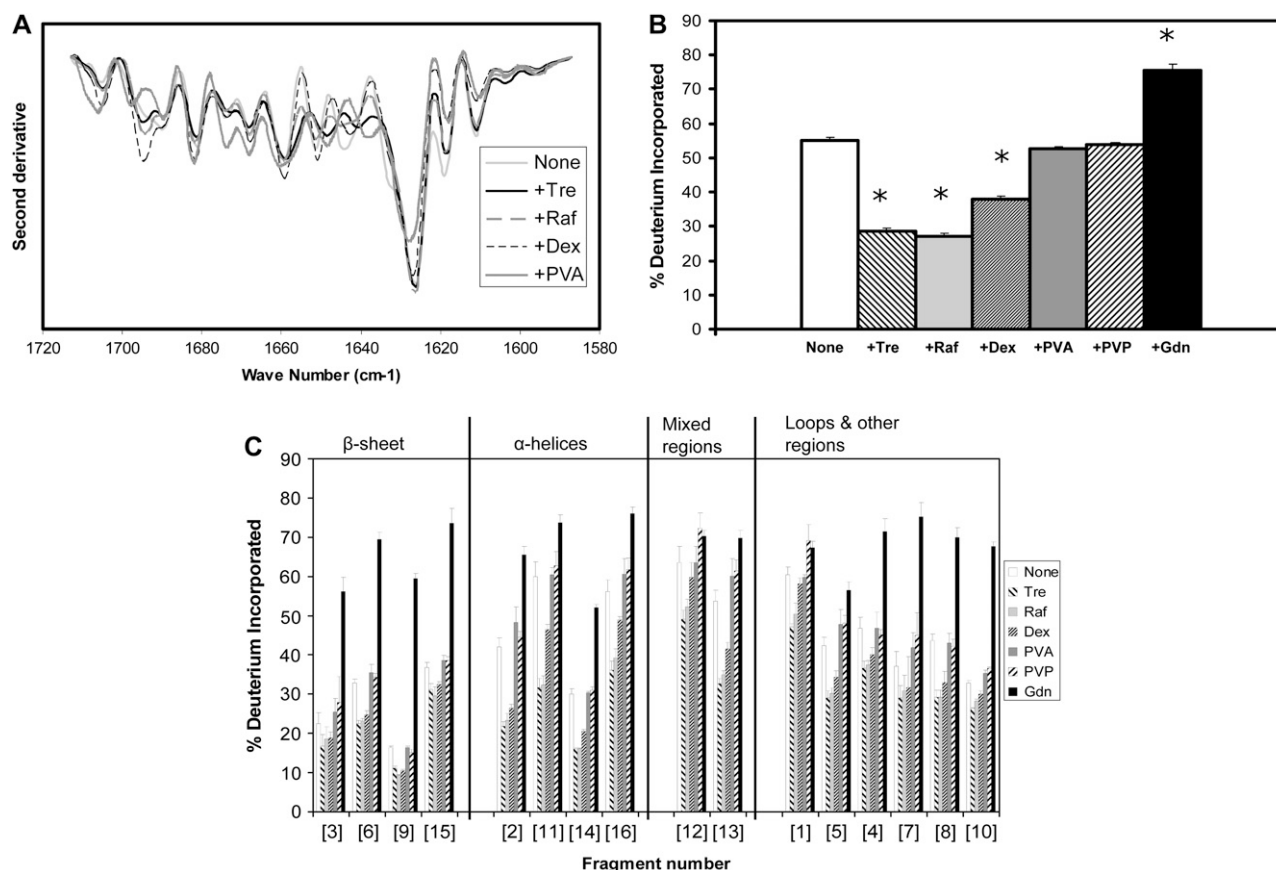 A
Second derivative
None
+Tre
+Raf
+Dex
+PVA
1720 1700 1680 1660 1640 1620 1600 1580
Wave Number (cm-1)
B
% Deuterium Incorporated
90
80
70
60
50
40
30
20
10
0
* * * *
None +Tre +Raf +Dex +PVA +PVP +Gdn
C
β-sheet
α-helices
Mixed
regions
Loops & other
regions
% Deuterium Incorporated
90
80
70
60
50
40
30
20
10
0
None
Tre
Raf
Dex
PVA
PVP
Gdn
[3] [6] [9] [15] [2] [11] [14] [16] [12] [13] [1] [5] [4] [7] [8] [10]
Fragment number